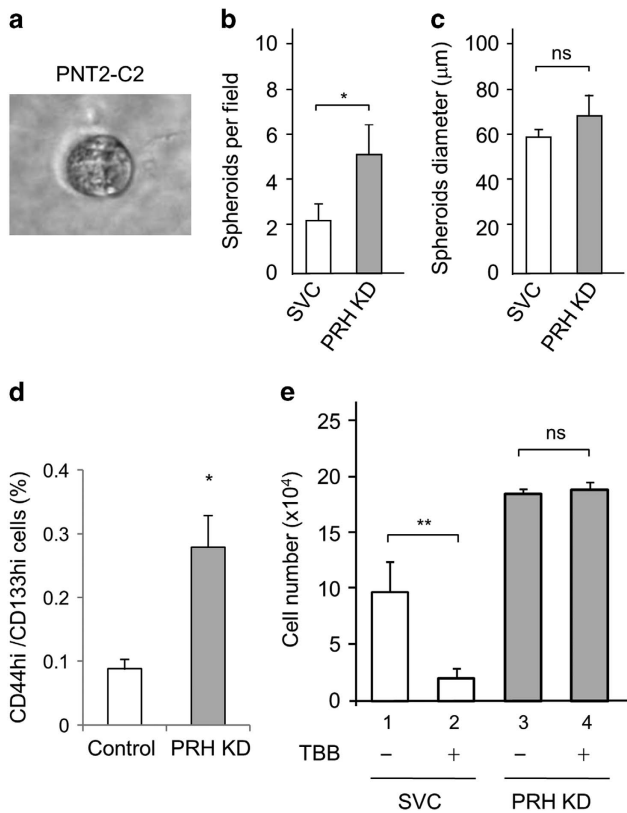 a
PNT2-C2
b
Spheroids per field
10
8
6
4
2
0
*
SVC
PRH KD
c
Spheroids diameter (μm)
100
80
60
40
20
0
ns
SVC
PRH KD
d
CD44hi /CD133hi cells (%)
0.4
0.3
0.2
0.1
0
*
Control PRH KD
e
Cell number (x10⁴)
25
20
15
10
5
0
**
ns
1 2 3 4
TBB − + − +
SVC PRH KD